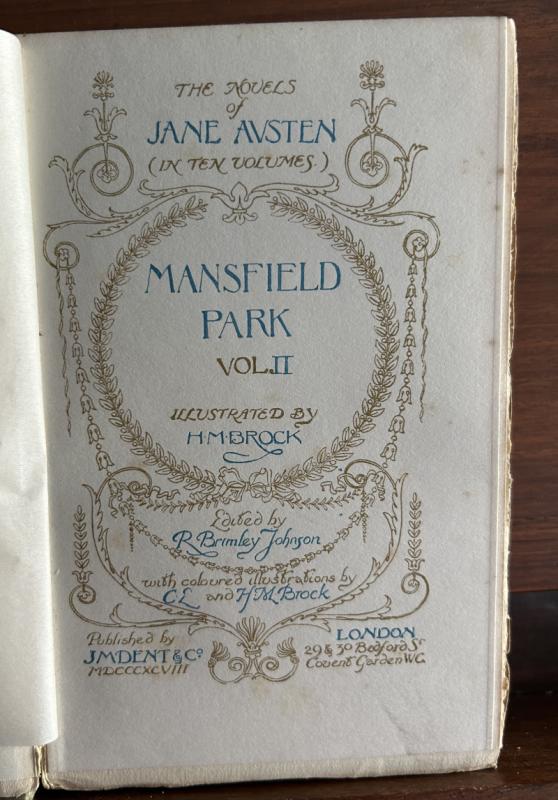 THE NOVELS
of
JANE AVSTEN
(IN TEN VOLUMES.)
MANSFIELD
PARK
VOL. II
ILLUSTRATED BY
H·M·BROCK
Edited by
R. Brimley Johnson
with coloured illustrations by
C.E. and H.M. Brock
Published by
J.M.DENT & Co.
MDCCCXCVIII
LONDON
29 & 30 Bedford St
Covent Garden W.C.